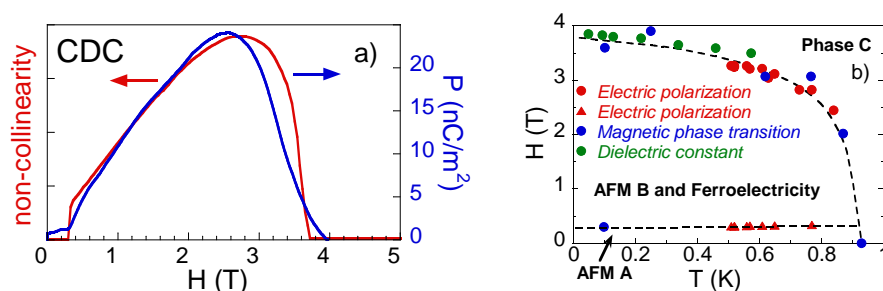 CDC
a)
non-collinearity
P (nC/m²)
20
15
10
5
0
0 1 2 3 4 5
H (T)
b)
Phase C
Electric polarization
Electric polarization
Magnetic phase transition
Dielectric constant
AFM B and Ferroelectricity
AFM A
H (T)
4
3
2
1
0
0 0.2 0.4 0.6 0.8
T (K)